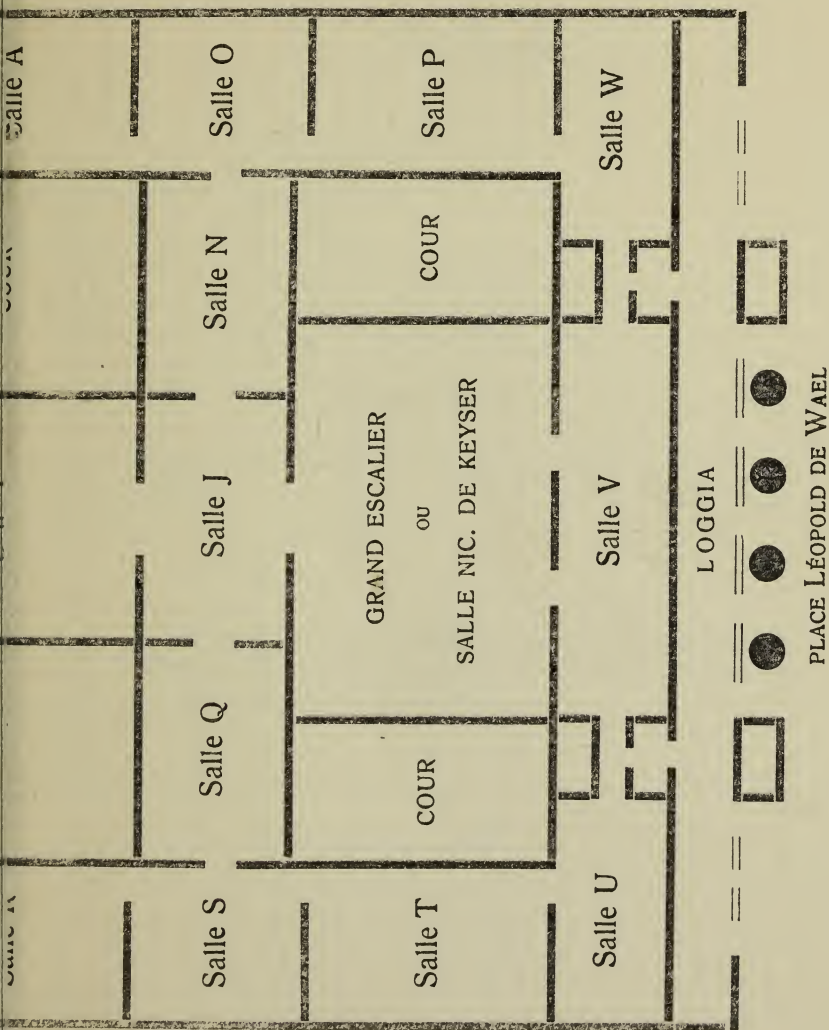 Salle A
Salle S
Salle Q
Salle J
Salle N
Salle O
Salle T
COUR
GRAND ESCALIER
OU
SALLE NIC. DE KEYSER
COUR
Salle P
Salle U
Salle V
Salle W
LOGGIA
PLACE LÉOPOLD DE WAEL